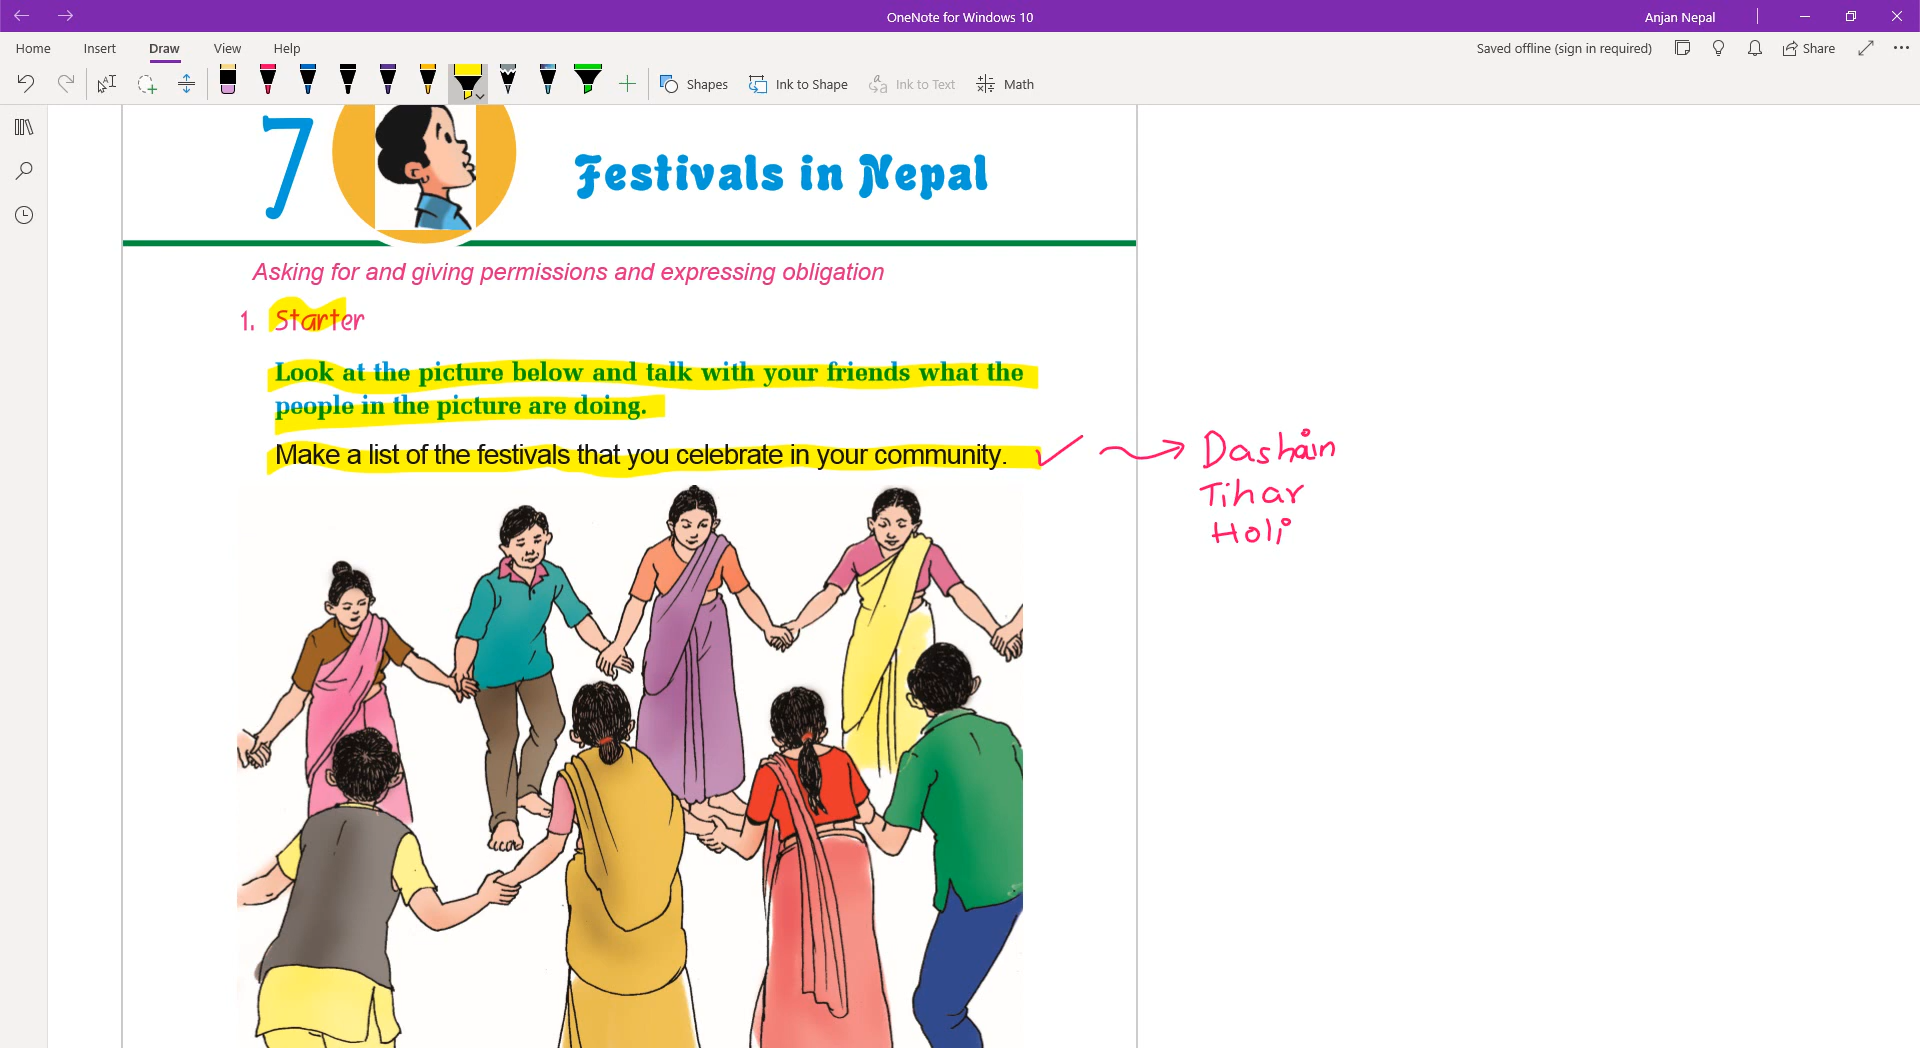 OneNote for Windows 10
Anjan Nepal
Home Insert Draw View Help
Saved offline (sign in required)
Share
Shapes
Ink to Shape
Ink to Text
Math
7
Festivals in Nepal
Asking for and giving permissions and expressing obligation
1. Starter
Look at the picture below and talk with your friends what the
people in the picture are doing.
Make a list of the festivals that you celebrate in your community.
Dashain
Tihar
Holi